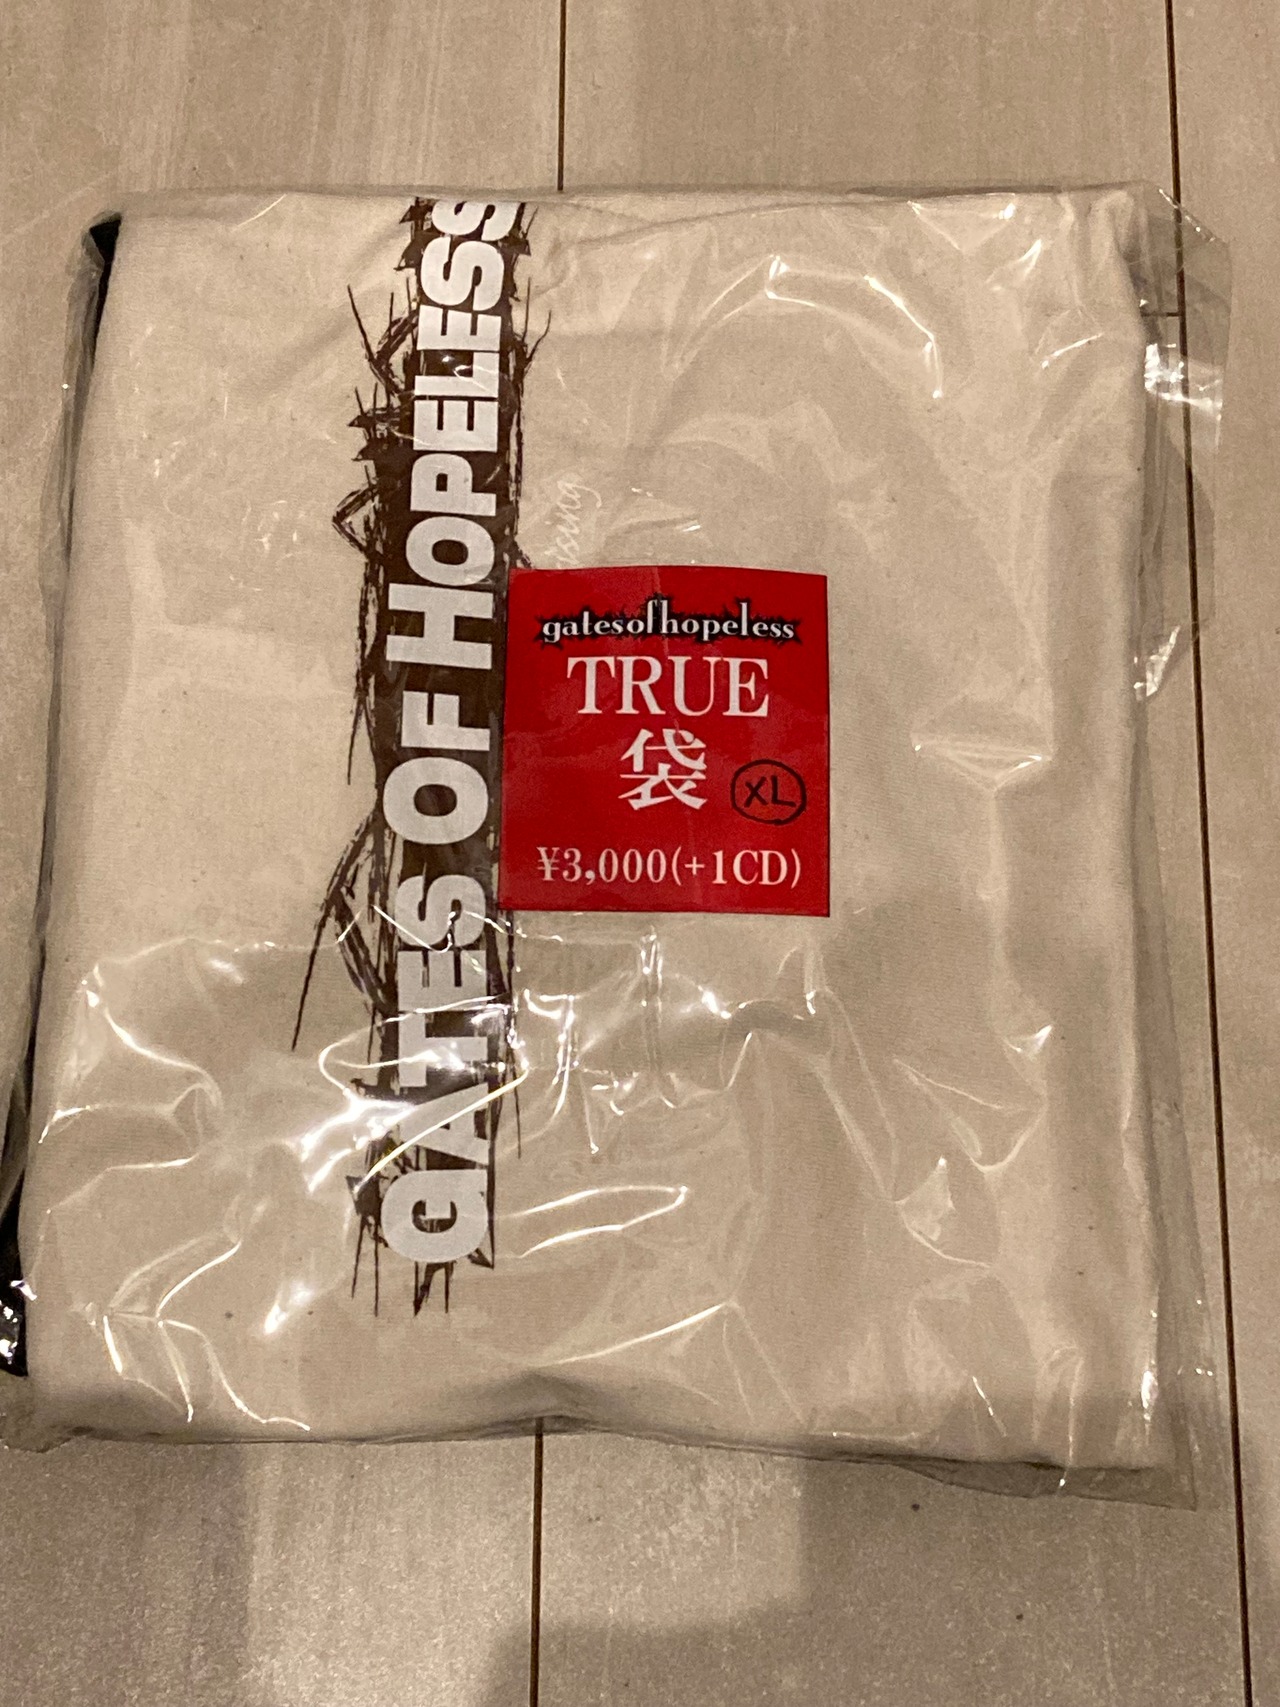 GATES OF HOPELESS
gatesofhopeless
TRUE
袋
XL
¥3,000(+1CD)